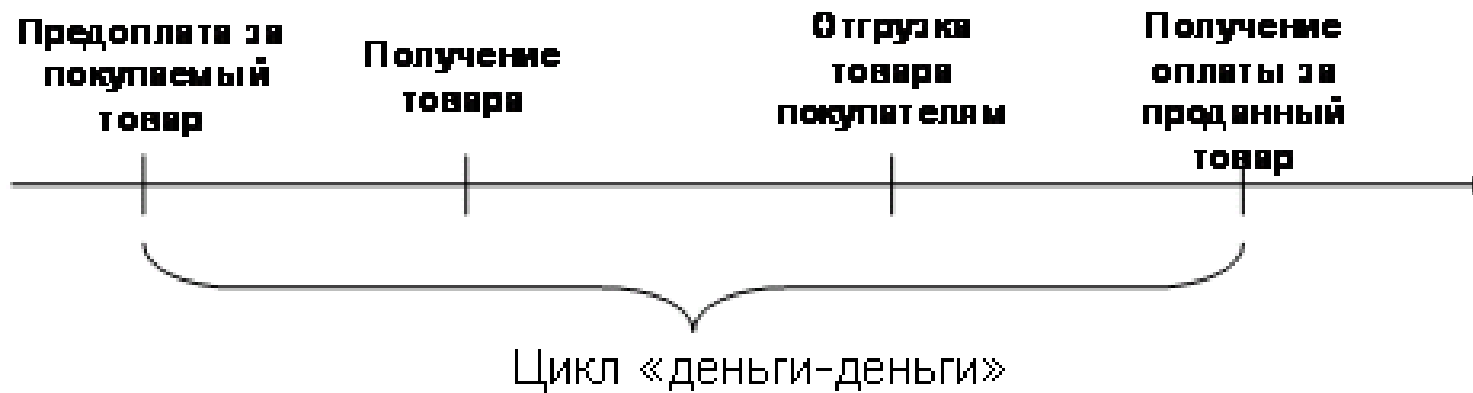 Предоплата за
покупаемый
товар
Получение
товара
Отгрузка
товара
покупателям
Получение
оплаты за
проданный
товар
Цикл «деньги-деньги»